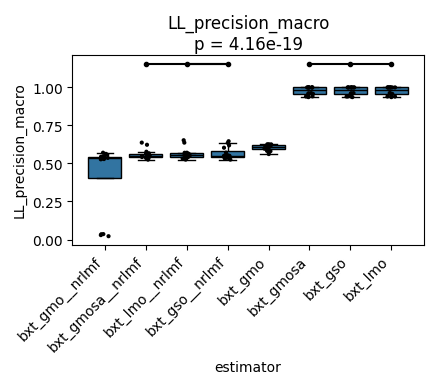 LL_precision_macro
p = 4.16e-19
LL_precision_macro
1.00
0.75
0.50
0.25
0.00
bxt_gmo__nrlmf
bxt_gmosa__nrlmf
bxt_lmo__nrlmf
bxt_gso__nrlmf
bxt_gmo
bxt_gmosa
bxt_gso
bxt_lmo
estimator